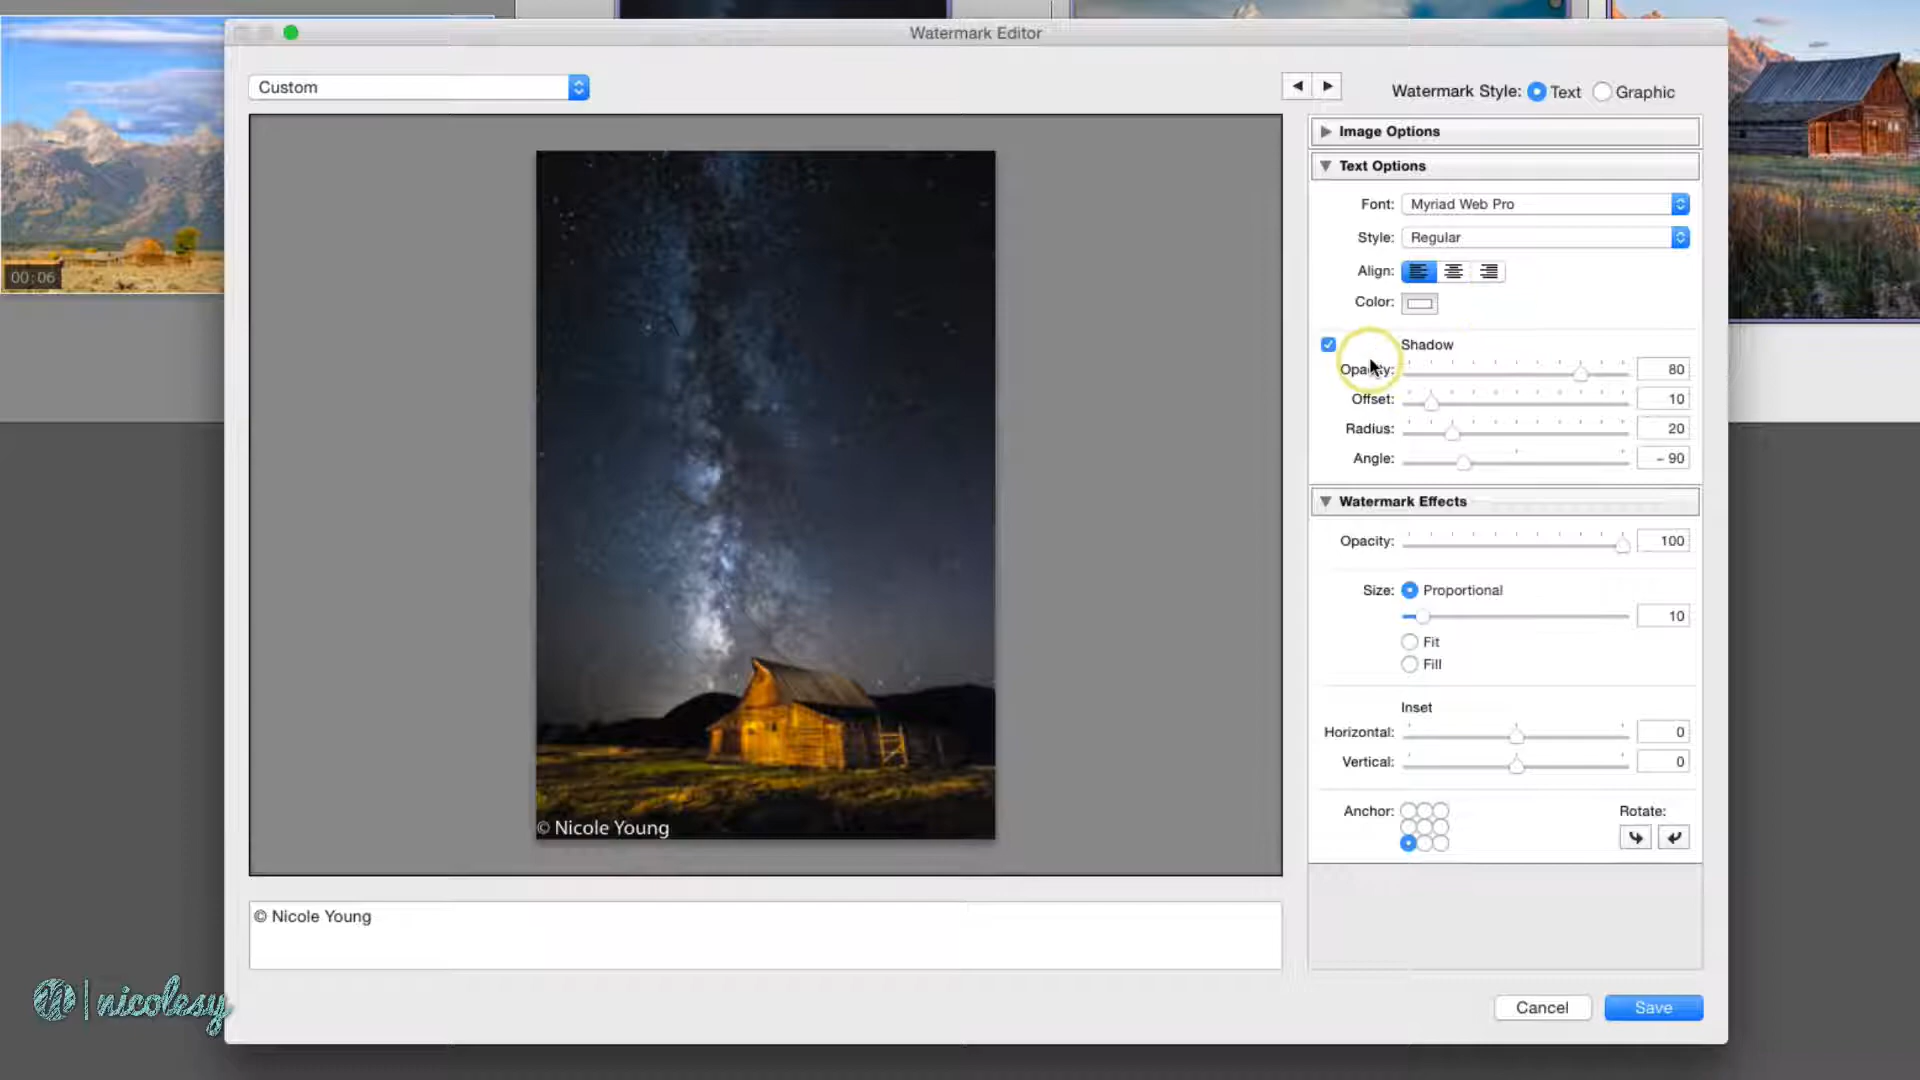 Watermark Editor
Custom
Watermark Style: Text Graphic
Image Options
Text Options
Font: Myriad Web Pro
Style: Regular
Align:
Color:
Shadow
Opacity: 80
Offset: 10
Radius: 20
Angle: - 90
Watermark Effects
Opacity: 100
Size: Proportional
10
Fit
Fill
Inset
Horizontal: 0
Vertical: 0
Anchor: Rotate:
00:06
© Nicole Young
© Nicole Young
Cancel Save
n | nicolesy